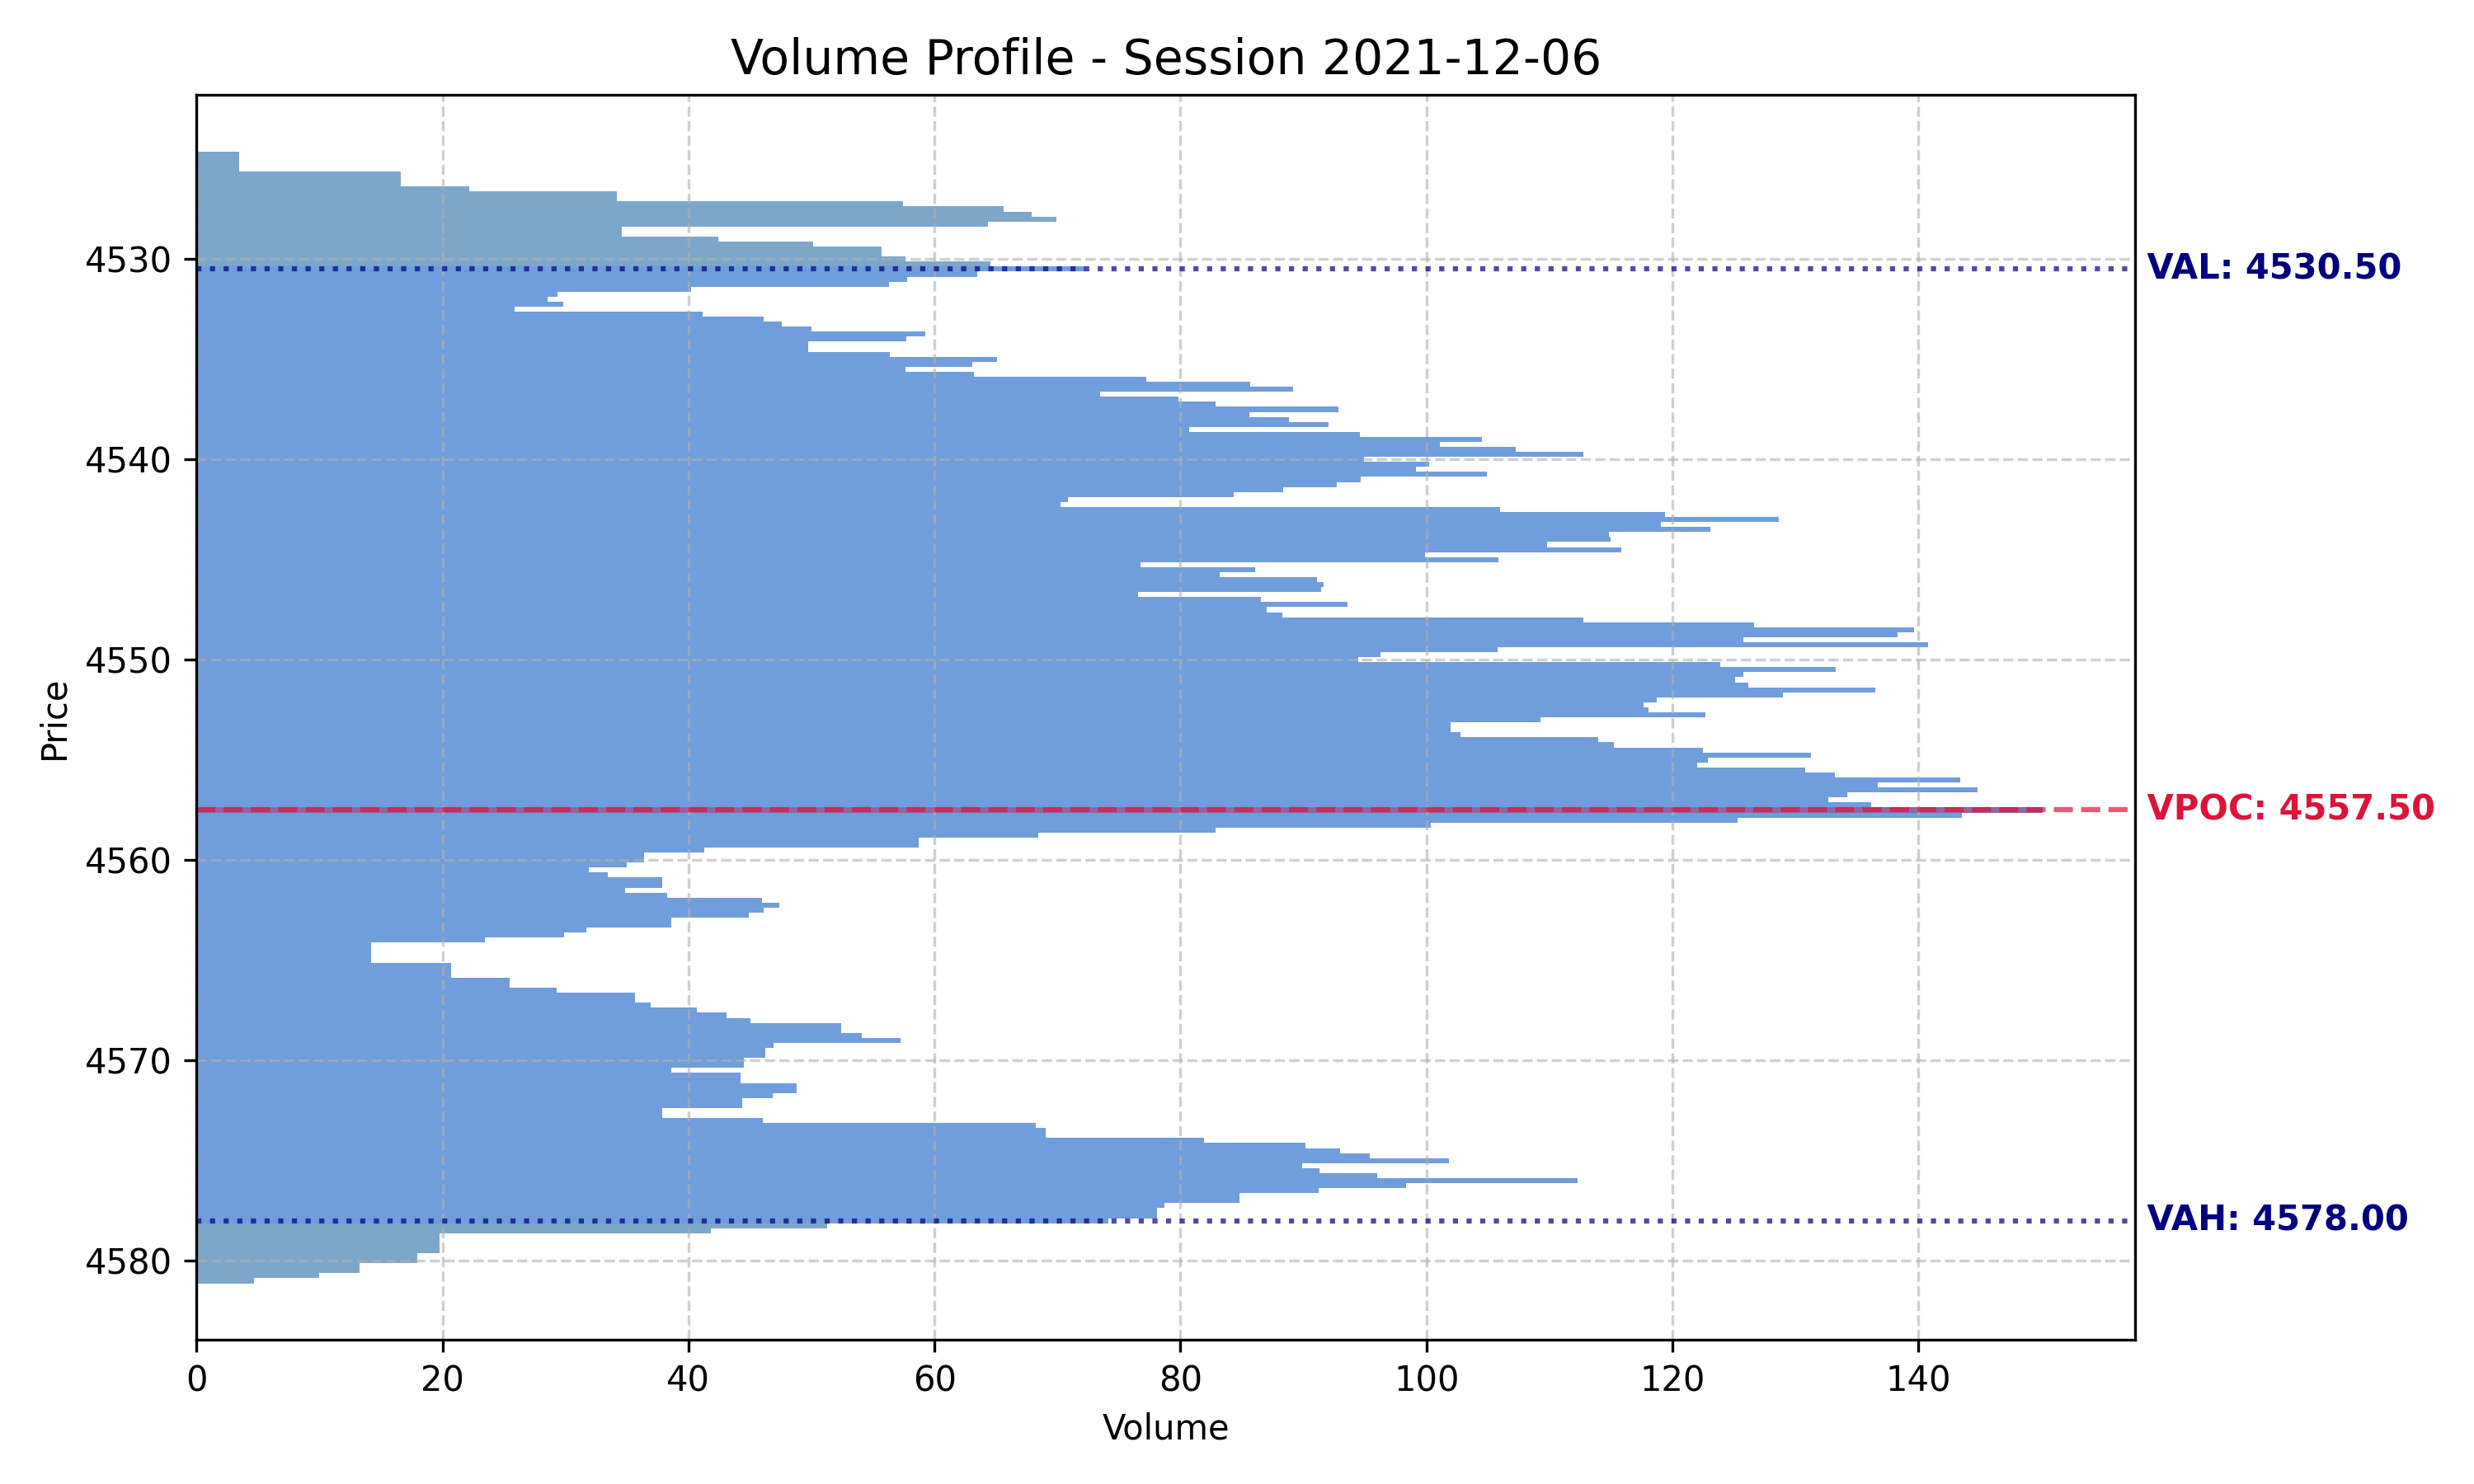 Volume Profile - Session 2021-12-06
Price
4530
4540
4550
4560
4570
4580
VAL: 4530.50
VPOC: 4557.50
VAH: 4578.00
0 20 40 60 80 100 120 140
Volume